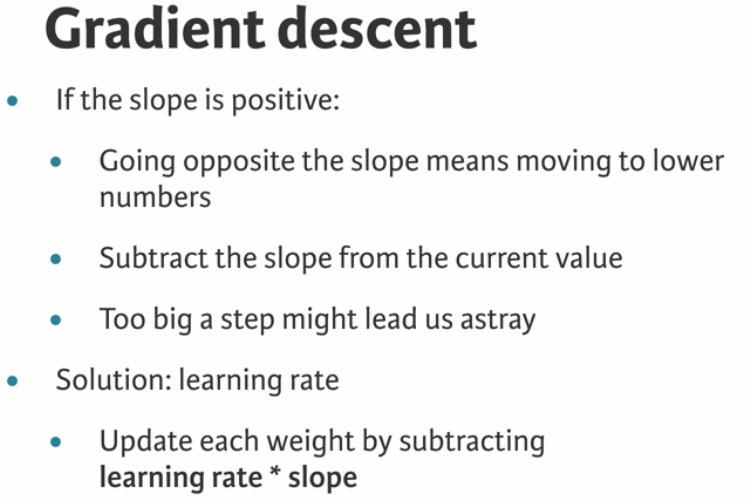 Gradient descent
• If the slope is positive:
• Going opposite the slope means moving to lower
numbers
• Subtract the slope from the current value
• Too big a step might lead us astray
• Solution: learning rate
• Update each weight by subtracting
learning rate * slope